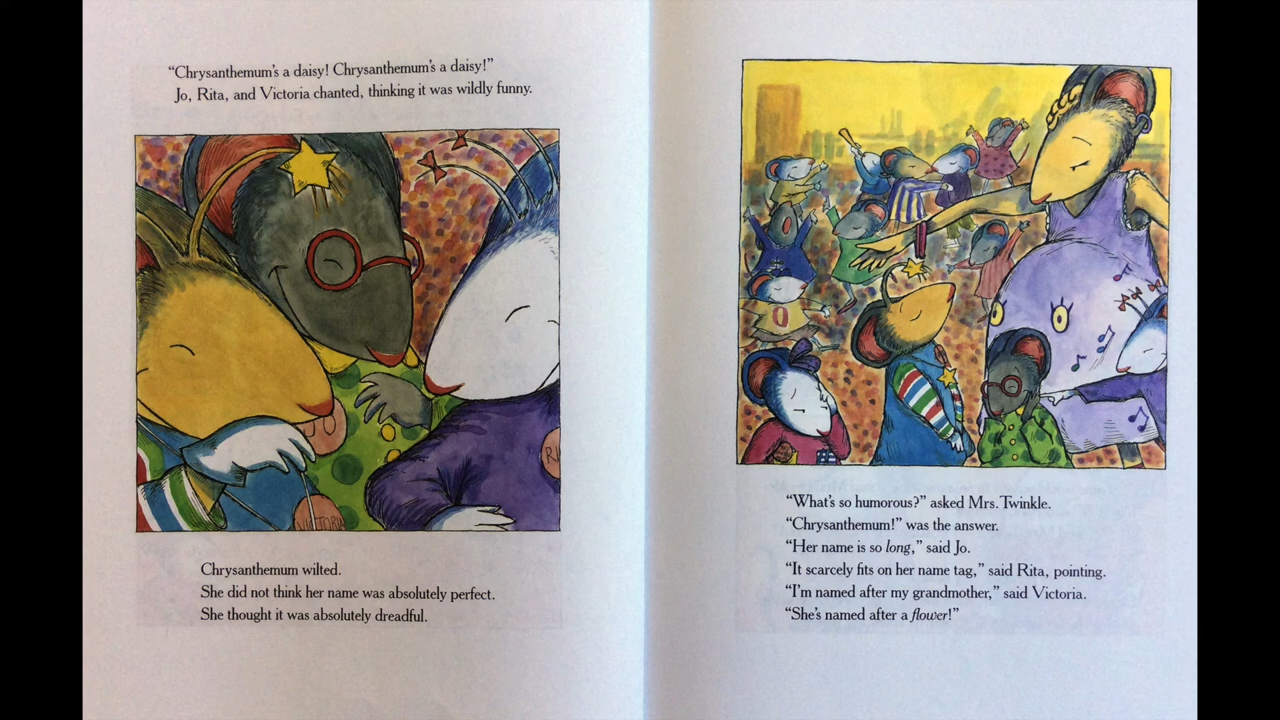 “Chrysanthemum's a daisy! Chrysanthemum's a daisy!”
Jo, Rita, and Victoria chanted, thinking it was wildly funny.
Chrysanthemum wilted.
She did not think her name was absolutely perfect.
She thought it was absolutely dreadful.
“What's so humorous?” asked Mrs. Twinkle.
“Chrysanthemum!” was the answer.
“Her name is so long,” said Jo.
“It scarcely fits on her name tag,” said Rita, pointing.
“I'm named after my grandmother,” said Victoria.
“She's named after a flower!”